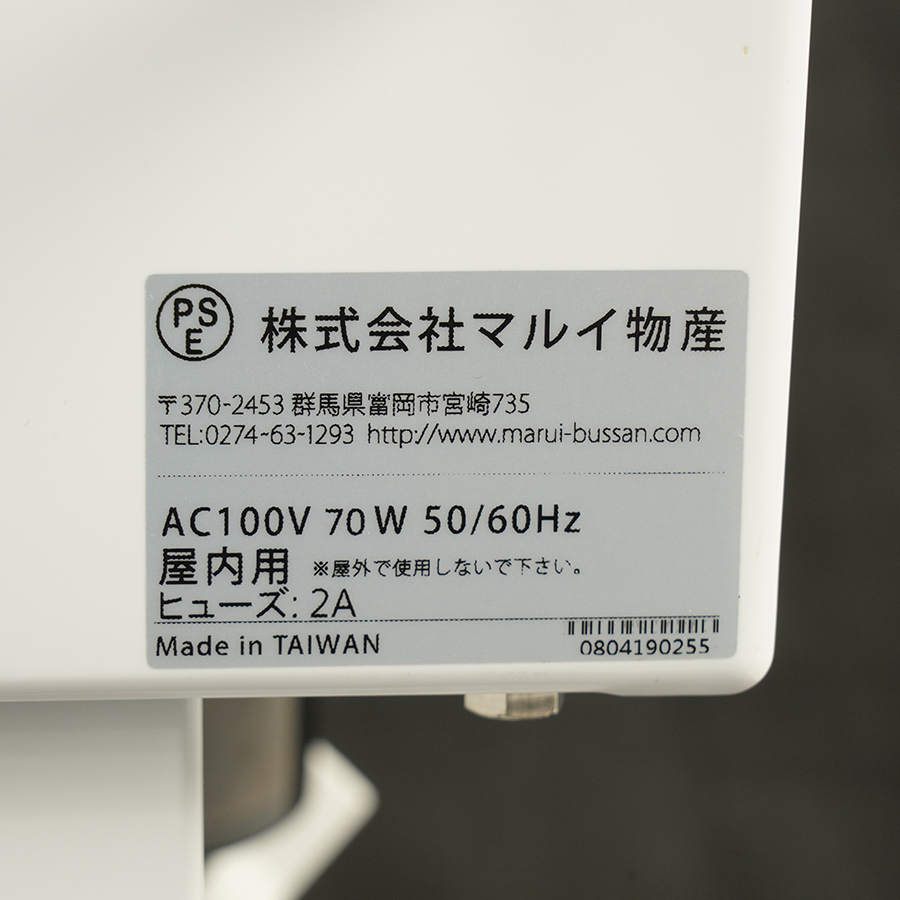 PSE 株式会社マルイ物産
〒370-2453 群馬県富岡市宮崎735
TEL:0274-63-1293 http://www.marui-bussan.com
AC100V 70W 50/60Hz
屋内用 ※屋外で使用しないで下さい。
ヒューズ: 2A
Made in TAIWAN
0804190255